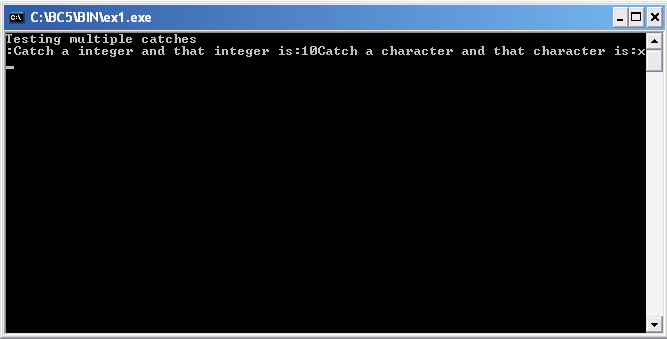 C:\BC5\BIN\ex1.exe
Testing multiple catches
:Catch a integer and that integer is:10Catch a character and that character is:x